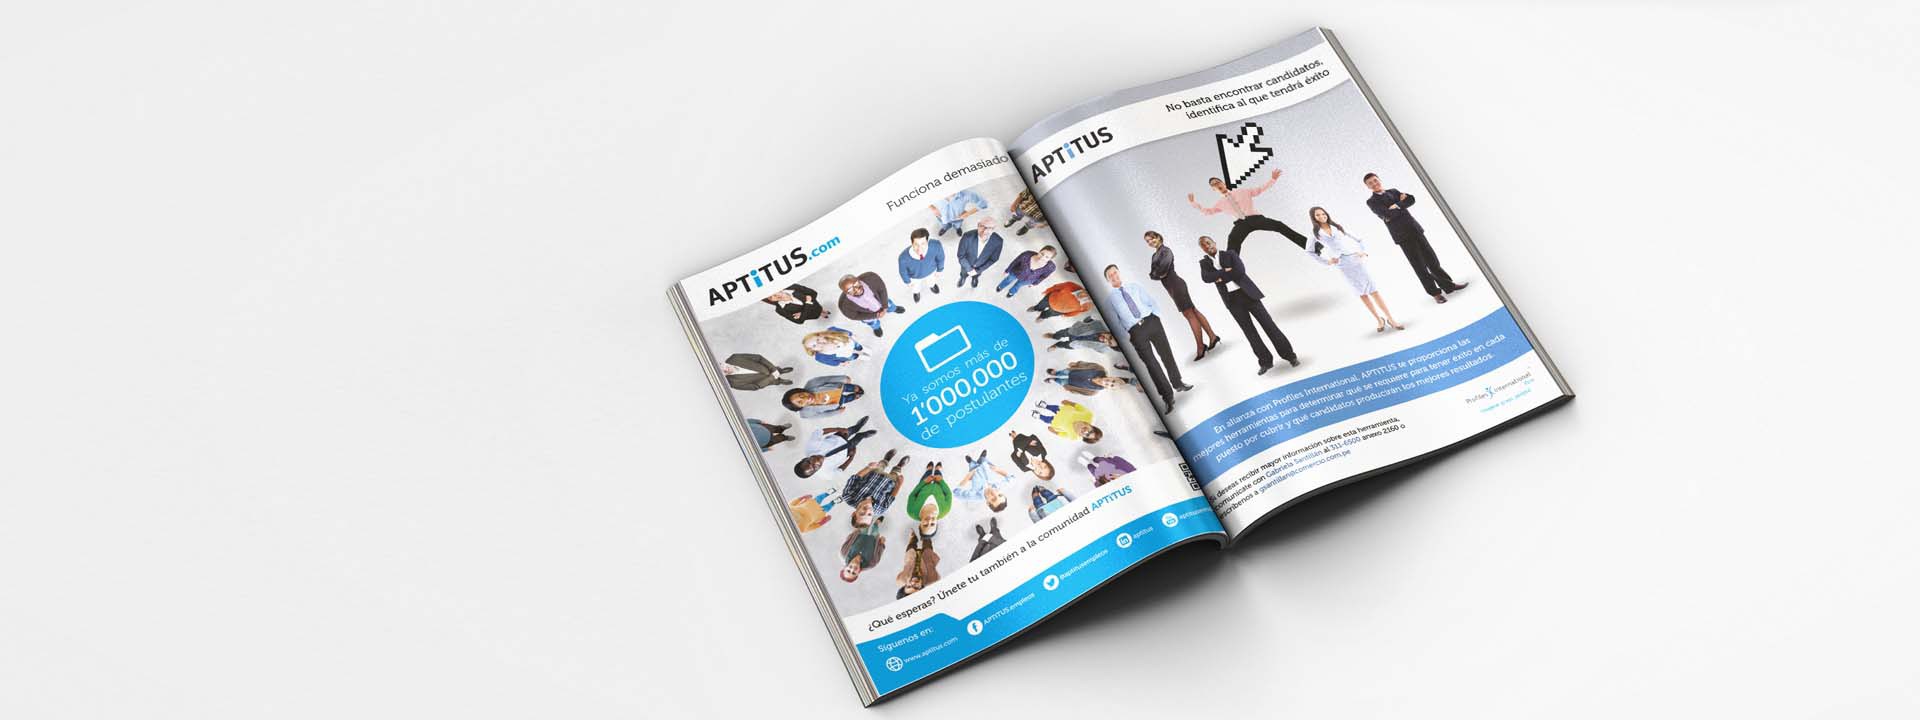 Funciona demasiado
APTiTUS.com
Ya somos más de
1'000,000
de postulantes
¿Qué esperas? Únete tu también a la comunidad APTiTUS
Siguenos en:
www.aptitus.com
APTiTUS.empleos
@aptitusempleos
aptitus
No basta encontrar candidatos,
identifica al que tendrá éxito
APTiTUS
En alianza con Profiles International, APTiTUS te proporciona las
mejores herramientas para determinar qué se requiere para tener éxito en cada
puesto por cubrir y qué candidatos producirán los mejores resultados.
Profiles International
Si deseas recibir mayor información sobre esta herramienta,
comunícate con Gabriela Santillán al 311-6500 anexo 2160 o
escríbenos a gsantillan@comercio.com.pe